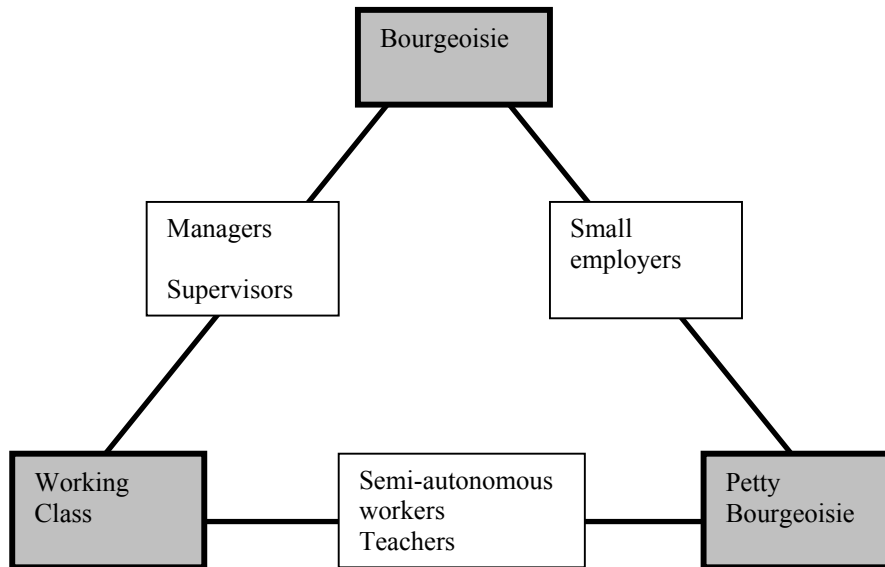 Bourgeoisie
Managers
Supervisors
Small
employers
Working
Class
Semi-autonomous
workers
Teachers
Petty
Bourgeoisie